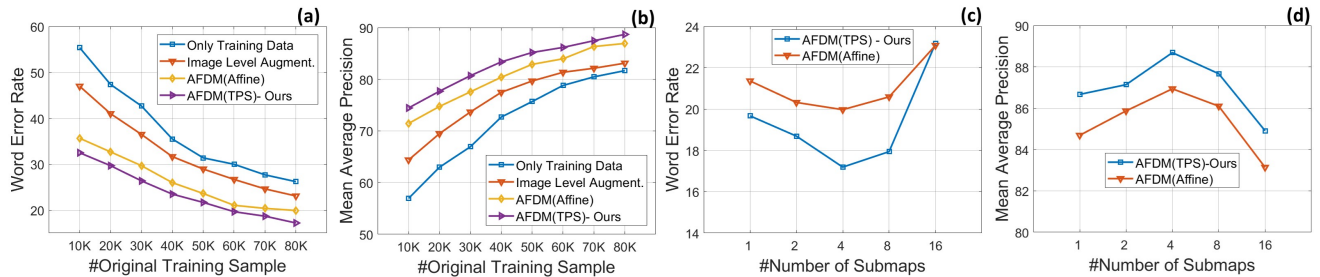 (a)
60
50
40
30
20
Word Error Rate
Only Training Data
Image Level Augment.
AFDM(Affine)
AFDM(TPS)- Ours
10K 20K 30K 40K 50K 60K 70K 80K
#Original Training Sample
(b)
100
90
80
70
60
50
Mean Average Precision
Only Training Data
Image Level Augment.
AFDM(Affine)
AFDM(TPS)- Ours
10K 20K 30K 40K 50K 60K 70K 80K
#Original Training Sample
(c)
24
22
20
18
16
14
Word Error Rate
AFDM(TPS) - Ours
AFDM(Affine)
1 2 4 8 16
#Number of Submaps
(d)
90
88
86
84
82
80
Mean Average Precision
AFDM(TPS)-Ours
AFDM(Affine)
1 2 4 8 16
#Number of Submaps